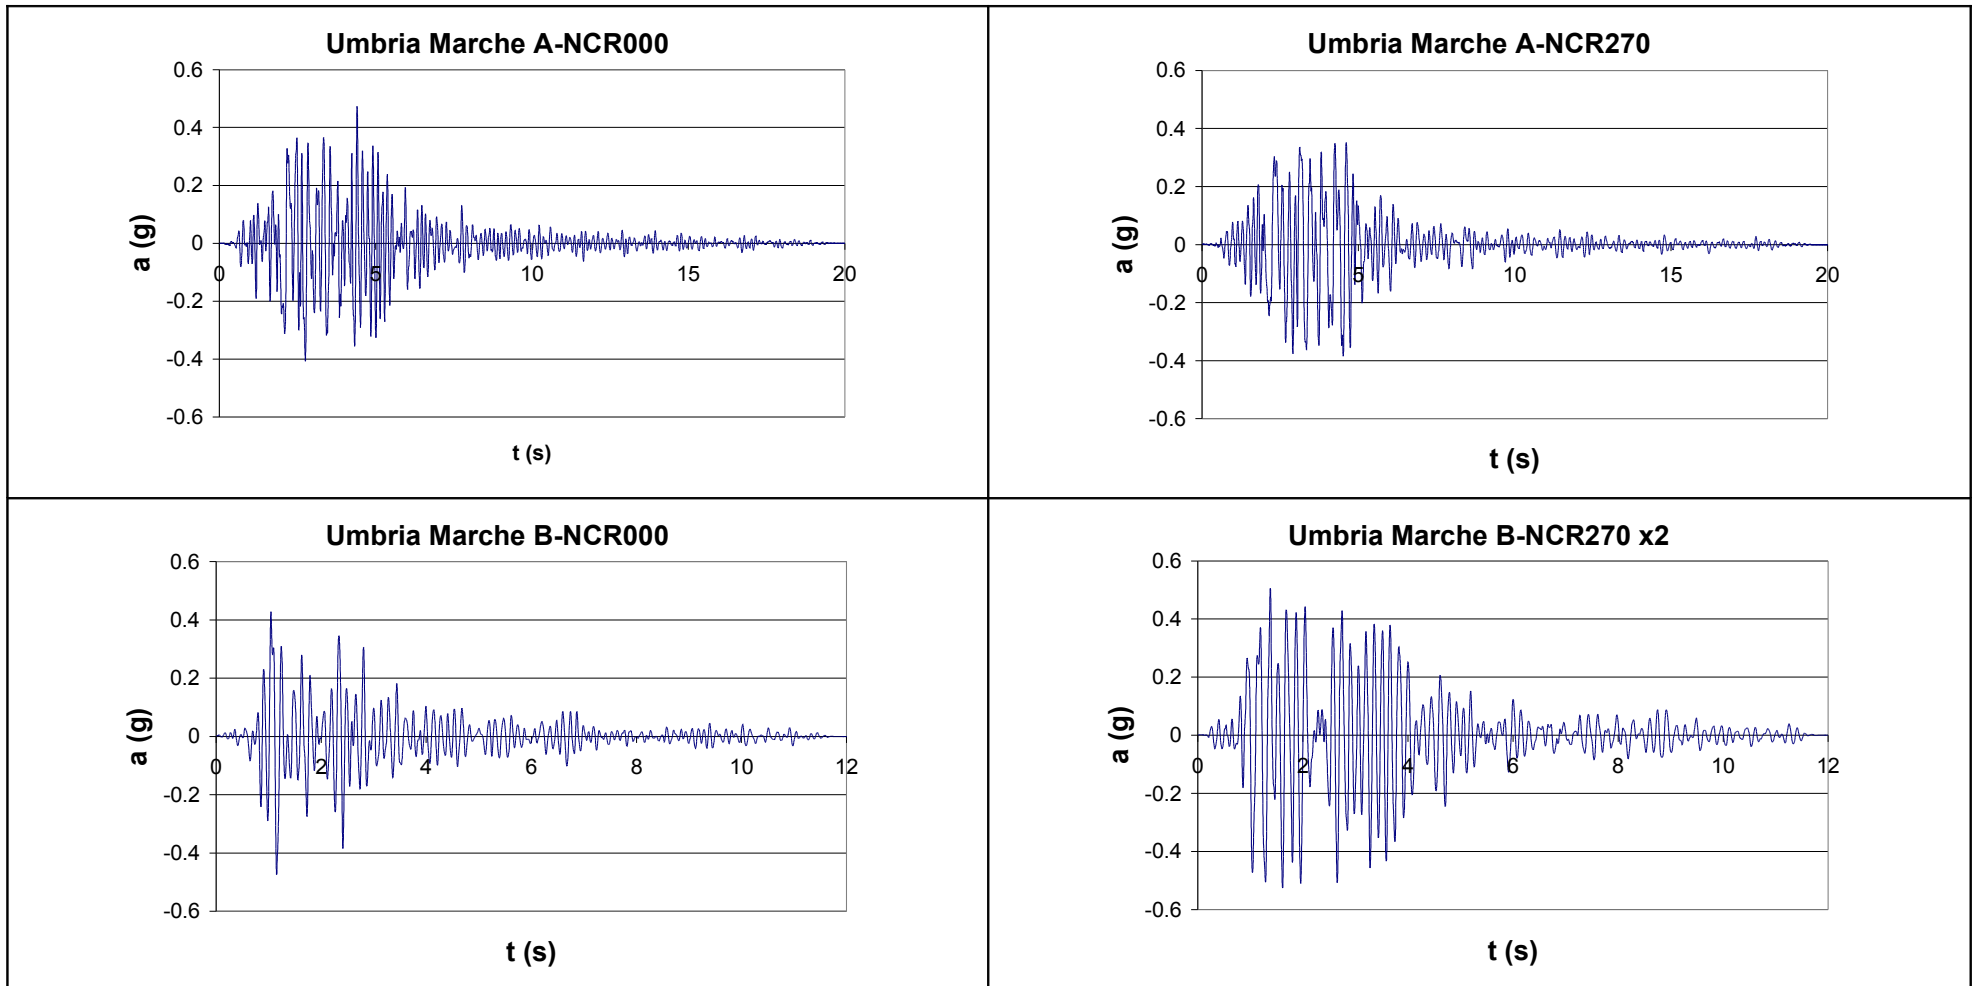 Umbria Marche A-NCR000
0.6
0.4
0.2
0
-0.2
-0.4
-0.6
0 5 10 15 20
a (g)
t (s)
Umbria Marche A-NCR270
0.6
0.4
0.2
0
-0.2
-0.4
-0.6
0 5 10 15 20
a (g)
t (s)
Umbria Marche B-NCR000
0.6
0.4
0.2
0
-0.2
-0.4
-0.6
0 2 4 6 8 10 12
a (g)
t (s)
Umbria Marche B-NCR270 x2
0.6
0.4
0.2
0
-0.2
-0.4
-0.6
0 2 4 6 8 10 12
a (g)
t (s)